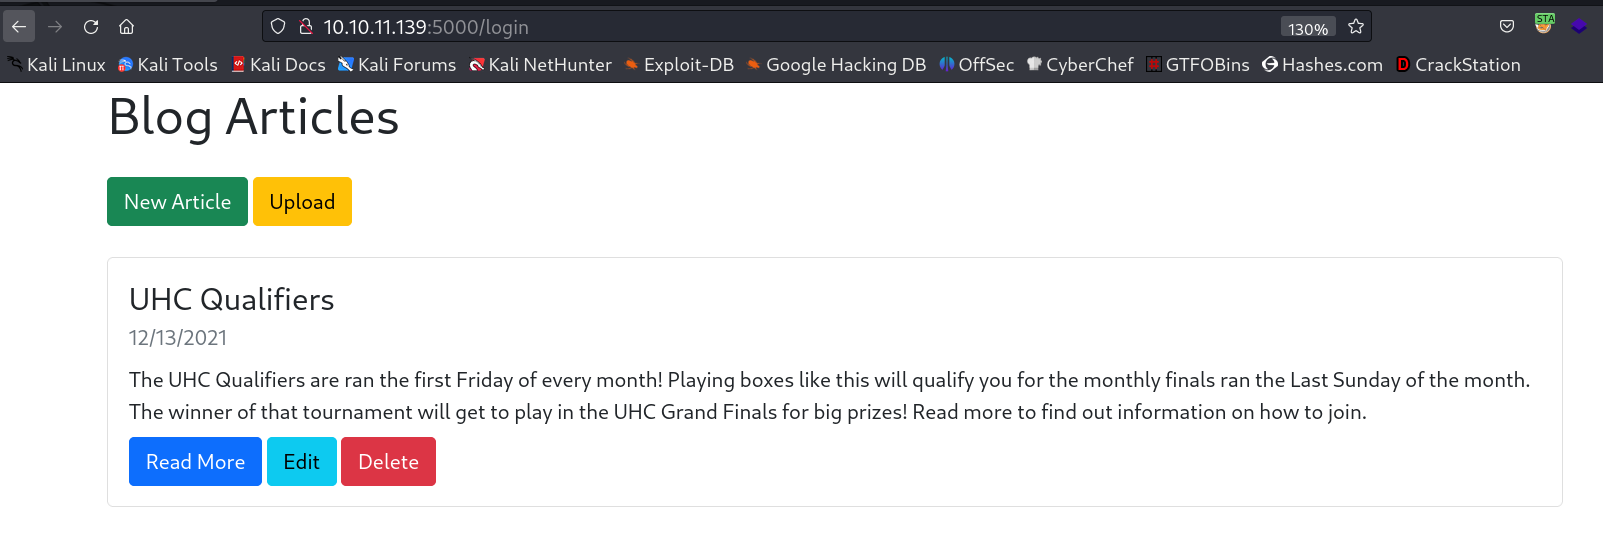 10.10.11.139:5000/login 130% STA
Kali Linux Kali Tools Kali Docs Kali Forums Kali NetHunter Exploit-DB Google Hacking DB OffSec CyberChef GTFOBins Hashes.com CrackStation
Blog Articles
New Article Upload
UHC Qualifiers
12/13/2021
The UHC Qualifiers are ran the first Friday of every month! Playing boxes like this will qualify you for the monthly finals ran the Last Sunday of the month.
The winner of that tournament will get to play in the UHC Grand Finals for big prizes! Read more to find out information on how to join.
Read More Edit Delete